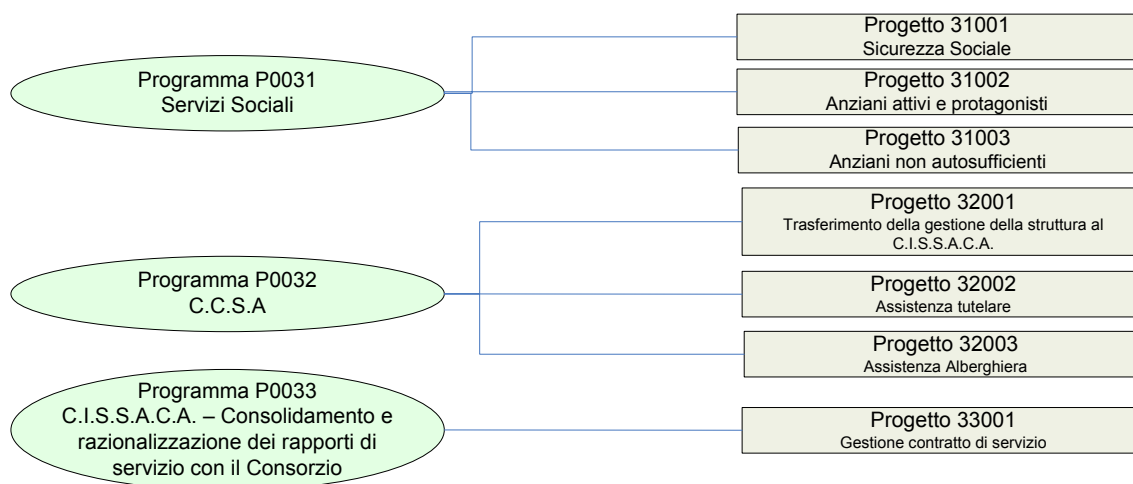 Programma P0031
Servizi Sociali
Progetto 31001
Sicurezza Sociale
Progetto 31002
Anziani attivi e protagonisti
Progetto 31003
Anziani non autosufficienti
Programma P0032
C.C.S.A
Progetto 32001
Trasferimento della gestione della struttura al
C.I.S.S.A.C.A.
Progetto 32002
Assistenza tutelare
Progetto 32003
Assistenza Alberghiera
Programma P0033
C.I.S.S.A.C.A. – Consolidamento e
razionalizzazione dei rapporti di
servizio con il Consorzio
Progetto 33001
Gestione contratto di servizio